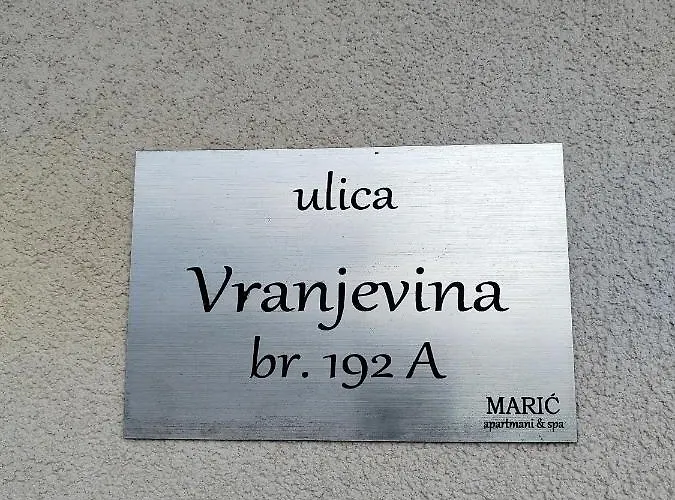 ulica
Vranjevina
br. 192 A
MARIĆ
apartmani & spa